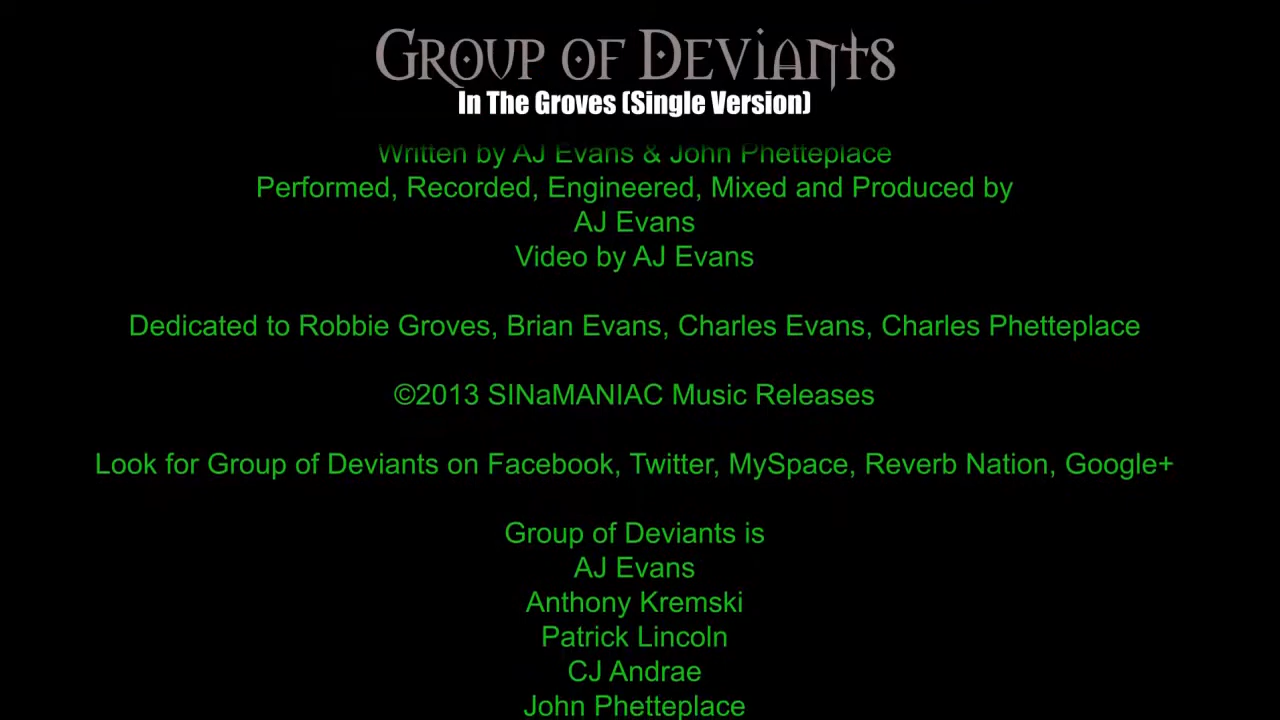 Group of Deviants
In The Groves (Single Version)
Written by AJ Evans & John Phetteplace
Performed, Recorded, Engineered, Mixed and Produced by
AJ Evans
Video by AJ Evans
Dedicated to Robbie Groves, Brian Evans, Charles Evans, Charles Phetteplace
©2013 SINaMANIAC Music Releases
Look for Group of Deviants on Facebook, Twitter, MySpace, Reverb Nation, Google+
Group of Deviants is
AJ Evans
Anthony Kremski
Patrick Lincoln
CJ Andrae
John Phetteplace